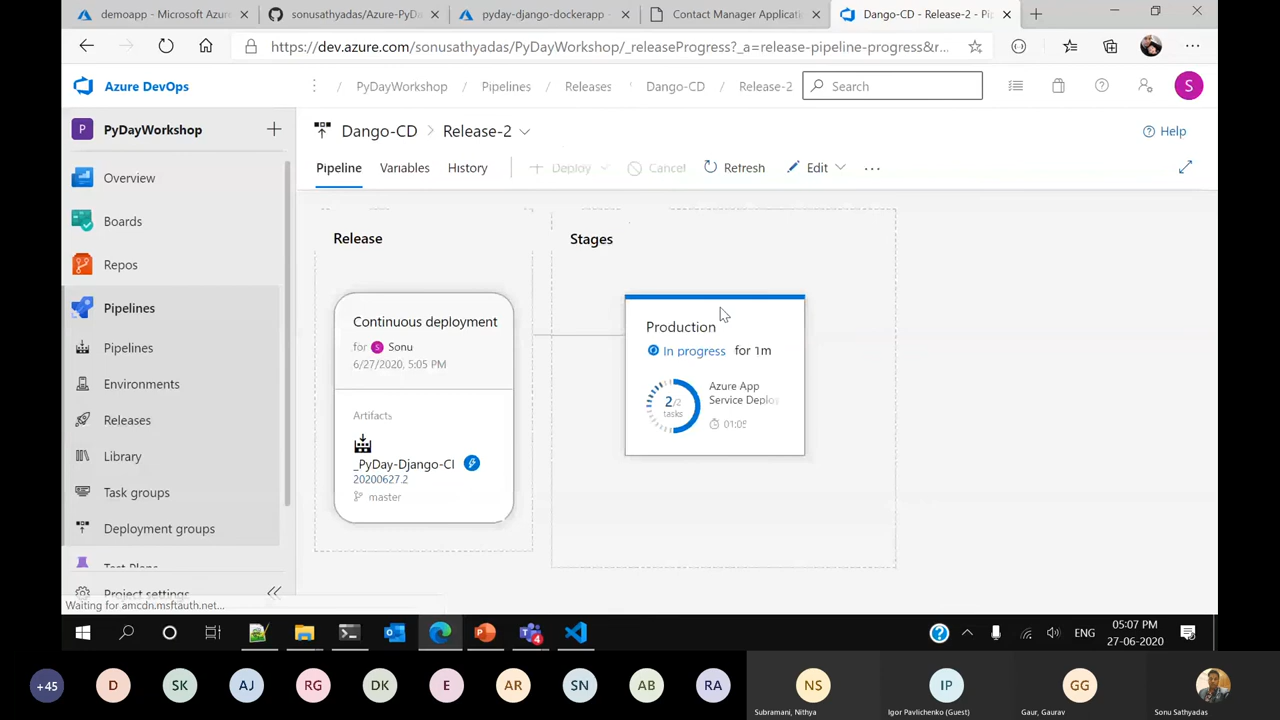 demoapp - Microsoft Azur
sonusathyadas/Azure-PyDa
pyday-django-dockerapp -
Contact Manager Applicati
Dango-CD - Release-2 - Pi
https://dev.azure.com/sonusathyadas/PyDayWorkshop/_releaseProgress?_a=release-pipeline-progress&r...
Azure DevOps
/ PyDayWorkshop / Pipelines / Releases / Dango-CD / Release-2
Search
S
P
PyDayWorkshop
Dango-CD > Release-2
Help
Pipeline
Variables
History
Deploy
Cancel
Refresh
Edit
Overview
Boards
Repos
Pipelines
Pipelines
Environments
Releases
Library
Task groups
Deployment groups
Test Plans
Project settings
Release
Continuous deployment
for S Sonu
6/27/2020, 5:05 PM
Artifacts
_PyDay-Django-CI
20200627.2
master
Stages
Production
In progress for 1m
2/2
tasks
Azure App
Service Deplo
Waiting for amcdn.msftauth.net...
4
ENG
05:07 PM
27-06-2020
+45
D
SK
AJ
RG
DK
E
AR
SN
AB
RA
NS
Subramani, Nithya
IP
Igor Pavlichenko (Guest)
GG
Gaur, Gaurav
Sonu Sathyadas